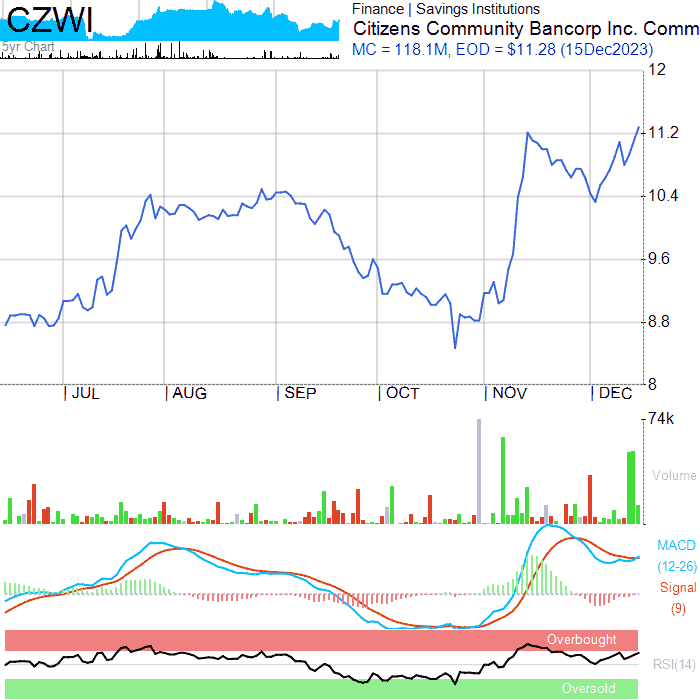 CZWI
5yr Chart
Finance | Savings Institutions
Citizens Community Bancorp Inc. Comm
MC = 118.1M, EOD = $11.28 (15Dec2023)
12
11.2
10.4
9.6
8.8
8
JUL AUG SEP OCT NOV DEC
74k
Volume
MACD
(12-26)
Signal
(9)
Overbought
RSI(14)
Oversold